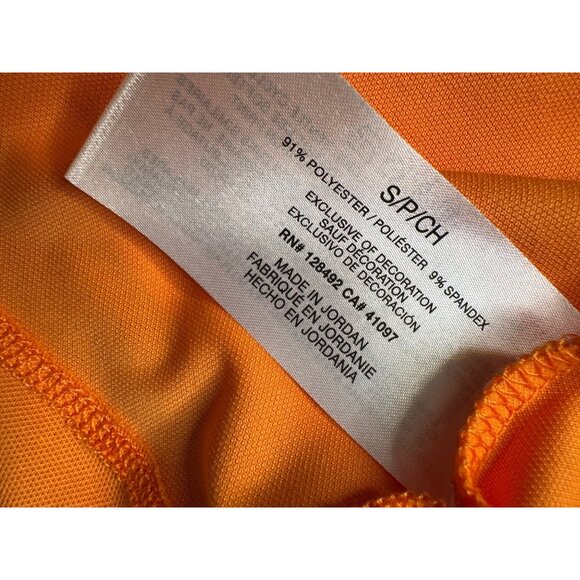 S/P/CH
91% POLYESTER / POLIÉSTER 9% SPANDEX
EXCLUSIVE OF DECORATION
SAUF DÉCORATION
EXCLUSIVO DE DECORACIÓN
RN# 128492 CA# 41097
MADE IN JORDAN
FABRIQUÉ EN JORDANIE
HECHO EN JORDANIA